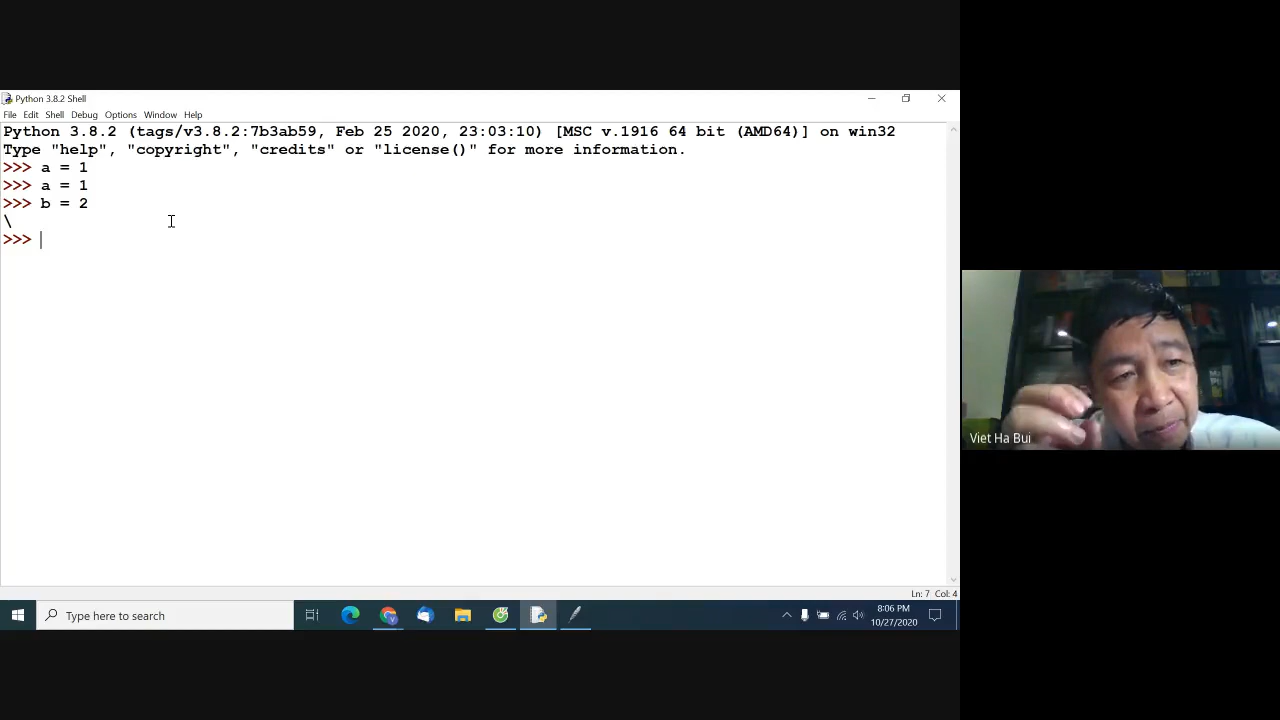 Python 3.8.2 Shell
File Edit Shell Debug Options Window Help
Python 3.8.2 (tags/v3.8.2:7b3ab59, Feb 25 2020, 23:03:10) [MSC v.1916 64 bit (AMD64)] on win32
Type "help", "copyright", "credits" or "license()" for more information.
>>> a = 1
>>> a = 1
>>> b = 2
\
>>>
Viet Ha Bui
Ln: 7 Col: 4
Type here to search
8:06 PM
10/27/2020